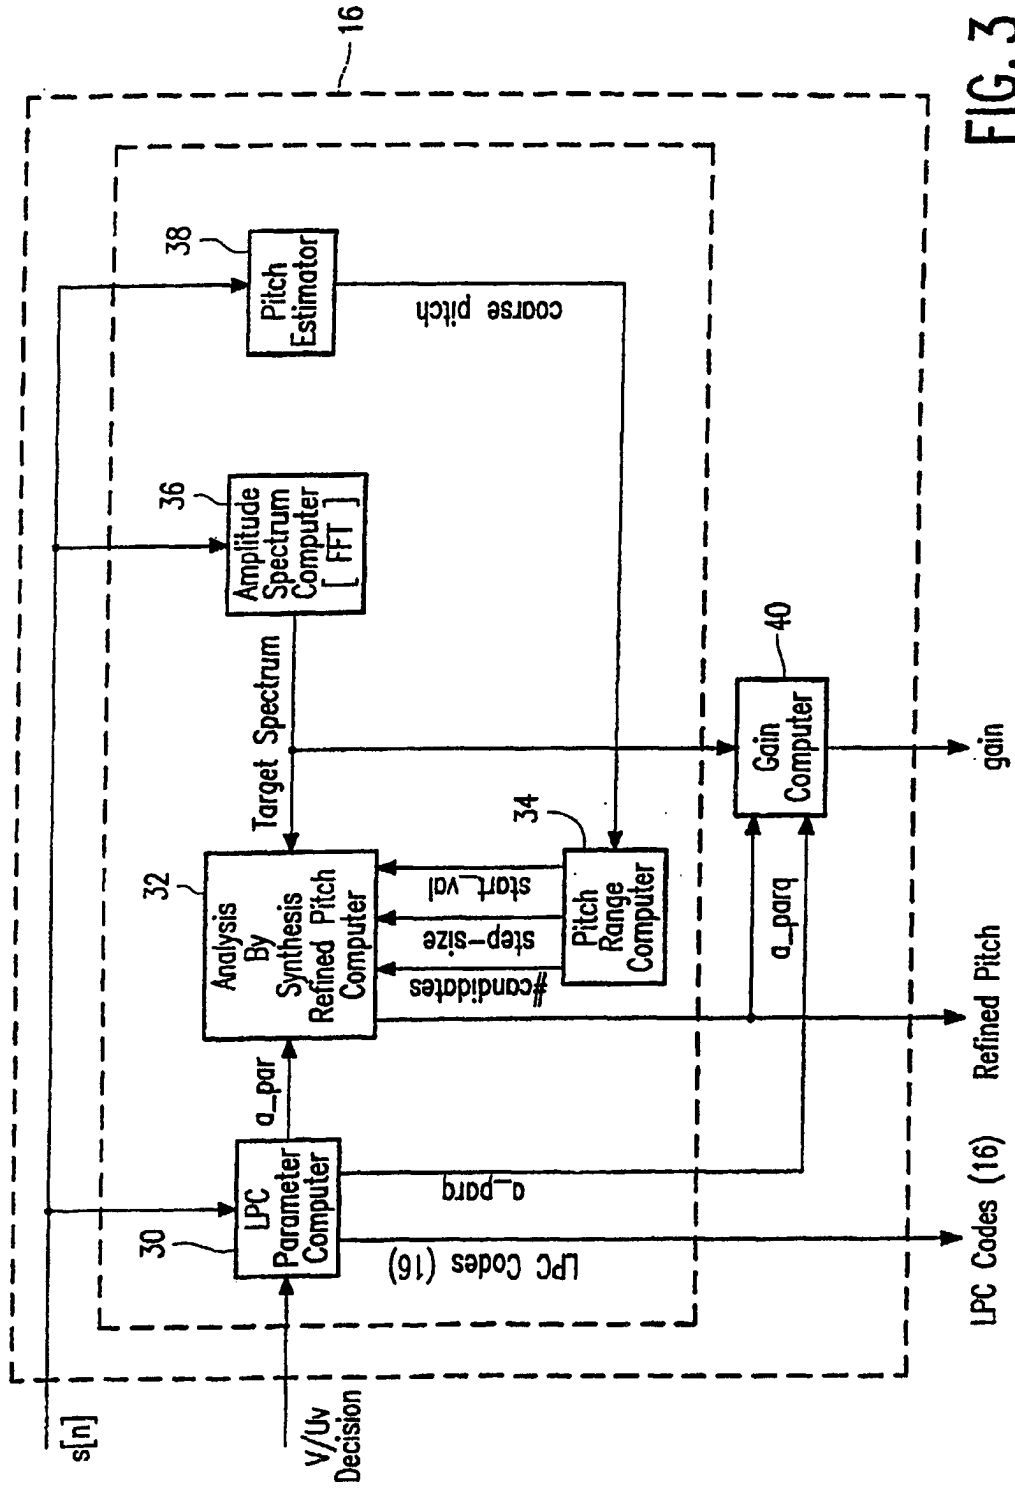 s[n]
V/Uv
Decision
16
30
LPC
Parameter
Computer
a_par
32
Analysis
By
Synthesis
Refined Pitch
Computer
Target Spectrum
36
Amplitude
Spectrum
Computer
[ FFT ]
38
Pitch
Estimator
coarse pitch
#candidates
step-size
start_val
34
Pitch
Range
Computer
LPC Codes (16)
a_parq
a_parq
40
Gain
Computer
LPC Codes (16)
Refined Pitch
gain
FIG. 3